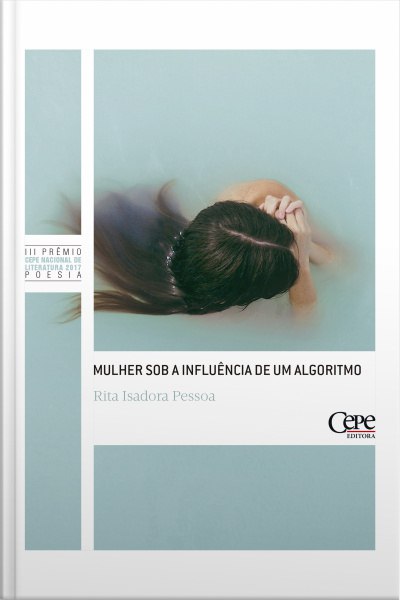 III PRÊMIO
CEPE NACIONAL DE
LITERATURA 2017
POESIA
MULHER SOB A INFLUÊNCIA DE UM ALGORITMO
Rita Isadora Pessoa
Cepe
EDITORA